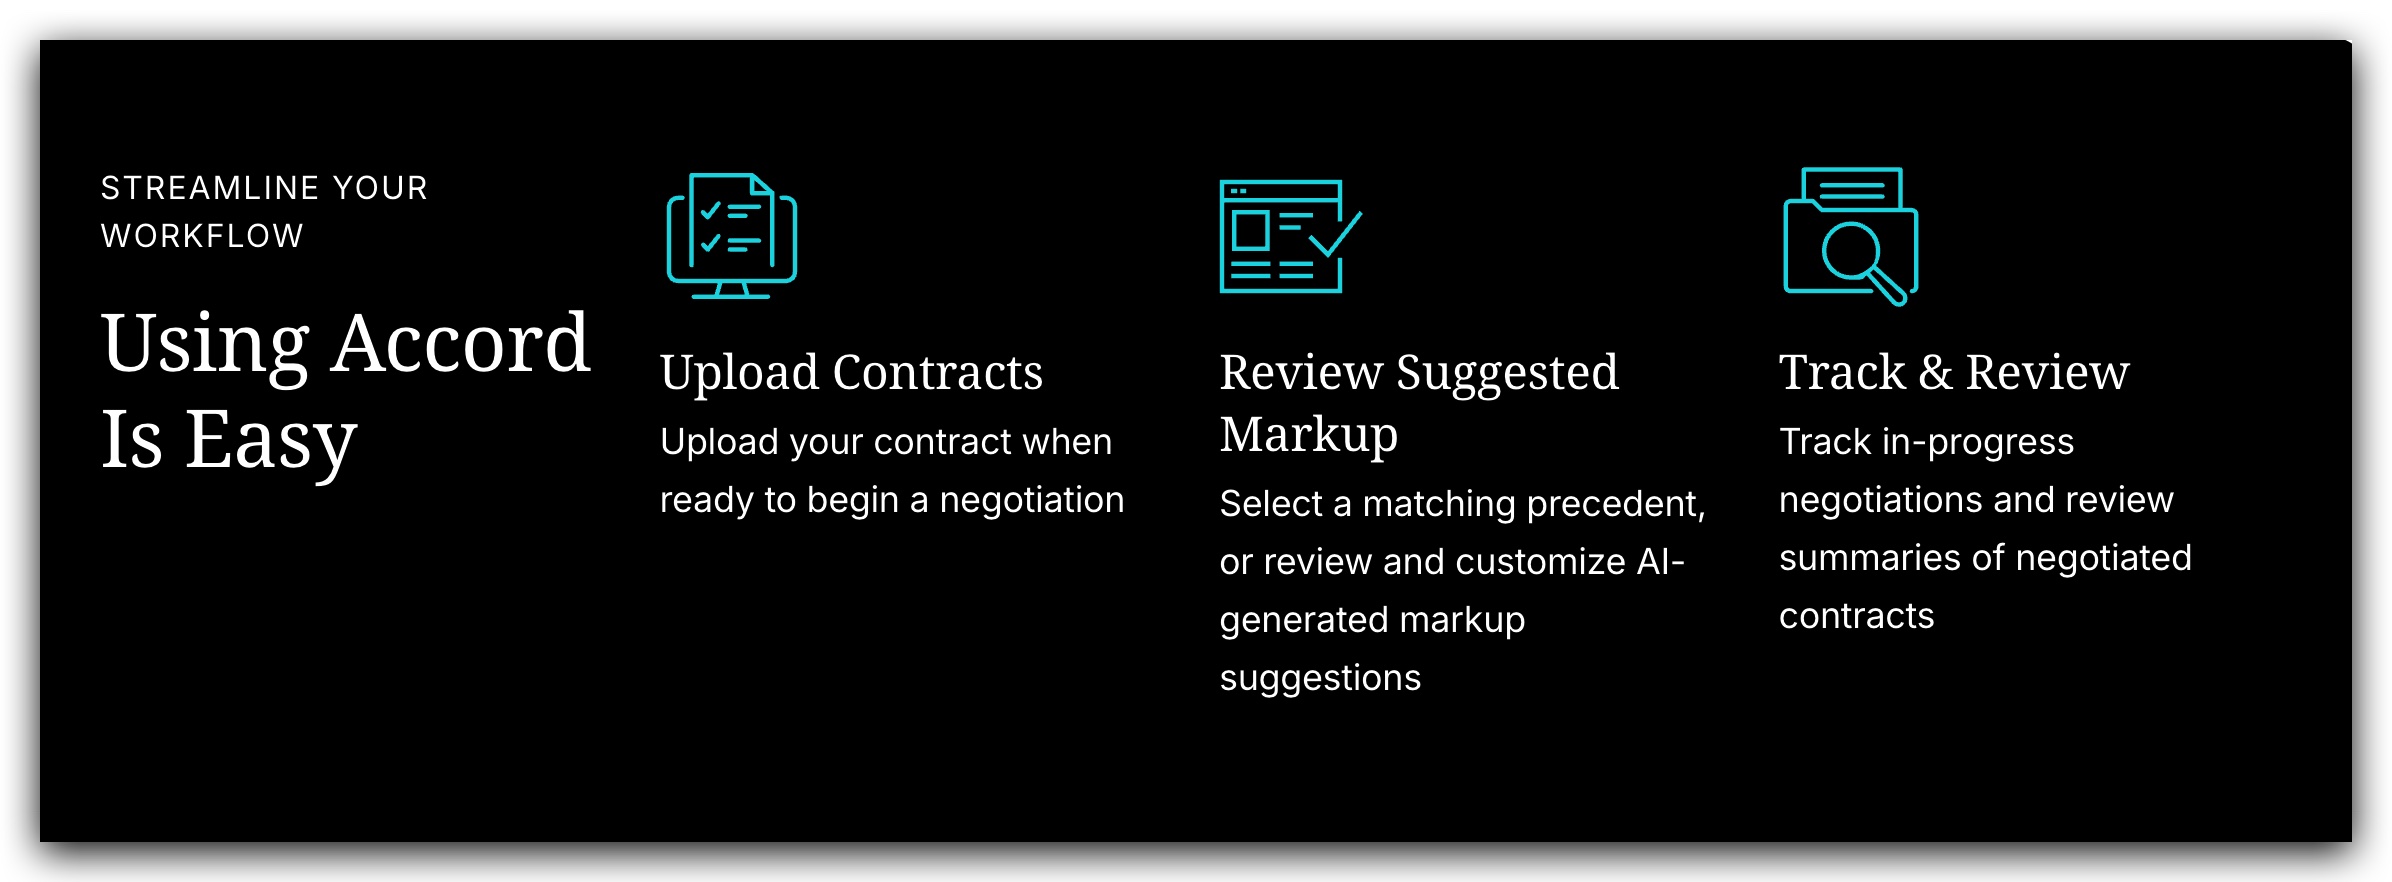 STREAMLINE YOUR
WORKFLOW
Using Accord
Is Easy
Upload Contracts
Upload your contract when
ready to begin a negotiation
Review Suggested
Markup
Select a matching precedent,
or review and customize AI-
generated markup
suggestions
Track & Review
Track in-progress
negotiations and review
summaries of negotiated
contracts